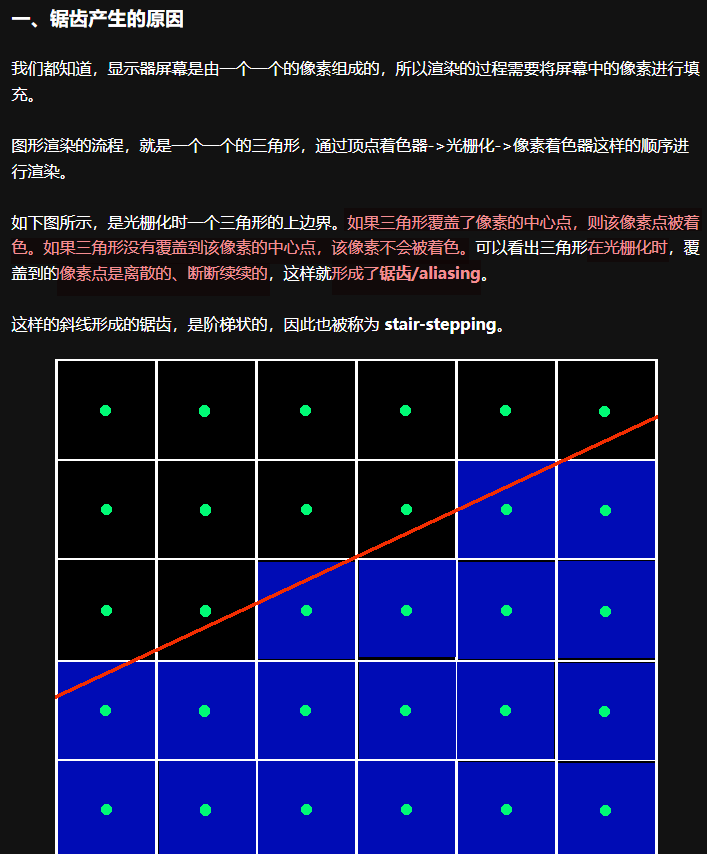 一、锯齿产生的原因
我们都知道，显示器屏幕是由一个一个的像素组成的，所以渲染的过程需要将屏幕中的像素进行填
充。
图形渲染的流程，就是一个一个的三角形，通过顶点着色器->光栅化->像素着色器这样的顺序进
行渲染。
如下图所示，是光栅化时一个三角形的上边界。如果三角形覆盖了像素的中心点，则该像素点被着
色。如果三角形没有覆盖到该像素的中心点，该像素不会被着色。可以看出三角形在光栅化时，覆
盖到的像素点是离散的、断断续续的，这样就形成了锯齿/aliasing。
这样的斜线形成的锯齿，是阶梯状的，因此也被称为 stair-stepping。